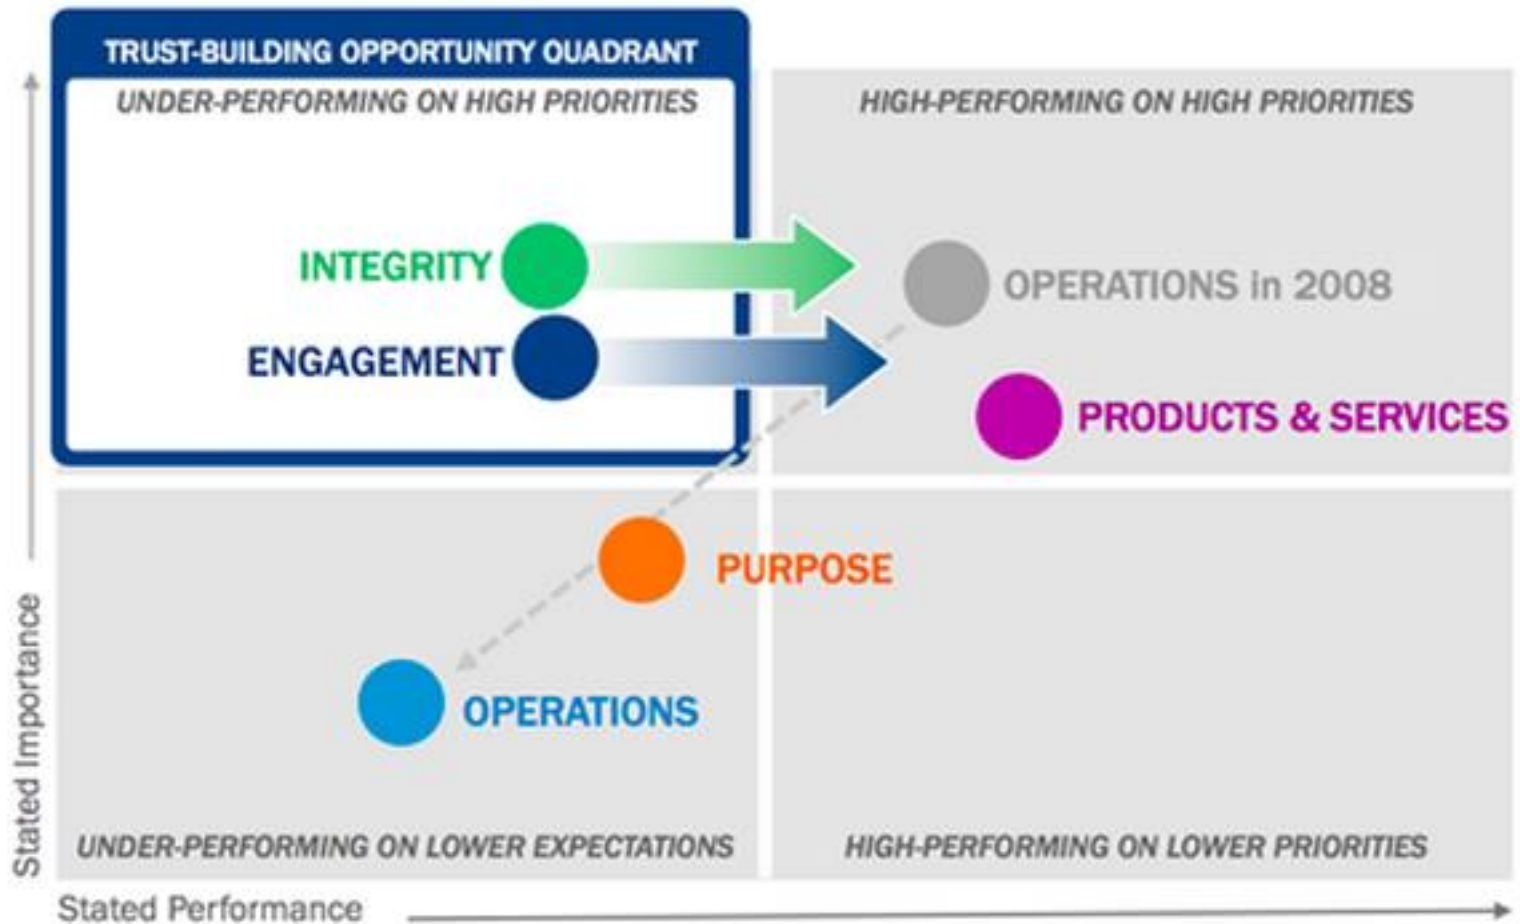 TRUST-BUILDING OPPORTUNITY QUADRANT
UNDER-PERFORMING ON HIGH PRIORITIES
HIGH-PERFORMING ON HIGH PRIORITIES
INTEGRITY
OPERATIONS in 2008
ENGAGEMENT
PRODUCTS & SERVICES
PURPOSE
OPERATIONS
UNDER-PERFORMING ON LOWER EXPECTATIONS
HIGH-PERFORMING ON LOWER PRIORITIES
Stated Importance
Stated Performance